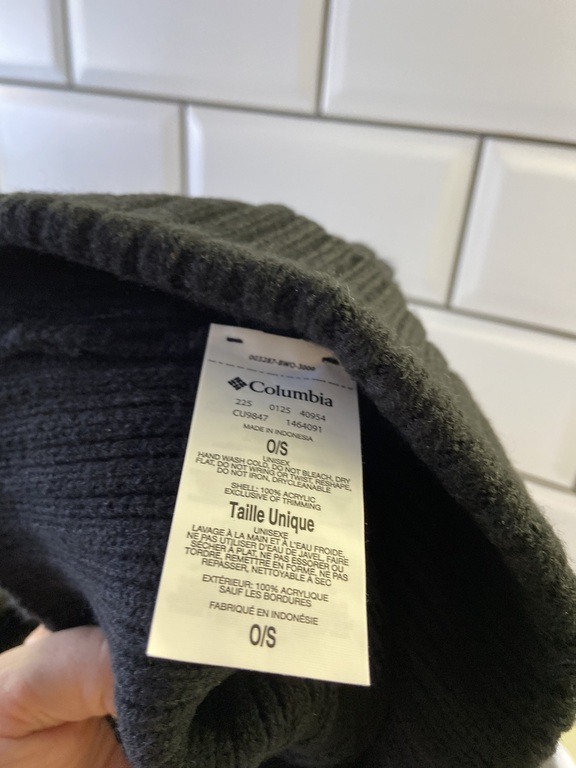 003287-BWO-3069
Columbia
225 0125 40954
CU9847 1464091
MADE IN INDONESIA
O/S
UNISEX
HAND WASH COLD, DO NOT BLEACH, DRY
FLAT, DO NOT WRING OR TWIST, RESHAPE,
DO NOT IRON, DRYCLEANABLE
SHELL: 100% ACRYLIC
EXCLUSIVE OF TRIMMING
Taille Unique
UNISEXE
LAVAGE À LA MAIN ET À L'EAU FROIDE,
NE PAS UTILISER D'EAU DE JAVEL, FAIRE
SÉCHER À PLAT, NE PAS ESSORER OU
TORDRE, REMETTRE EN FORME, NE PAS
REPASSER, NETTOYABLE À SEC
EXTÉRIEUR: 100% ACRYLIQUE
SAUF LES BORDURES
FABRIQUÉ EN INDONÉSIE
O/S